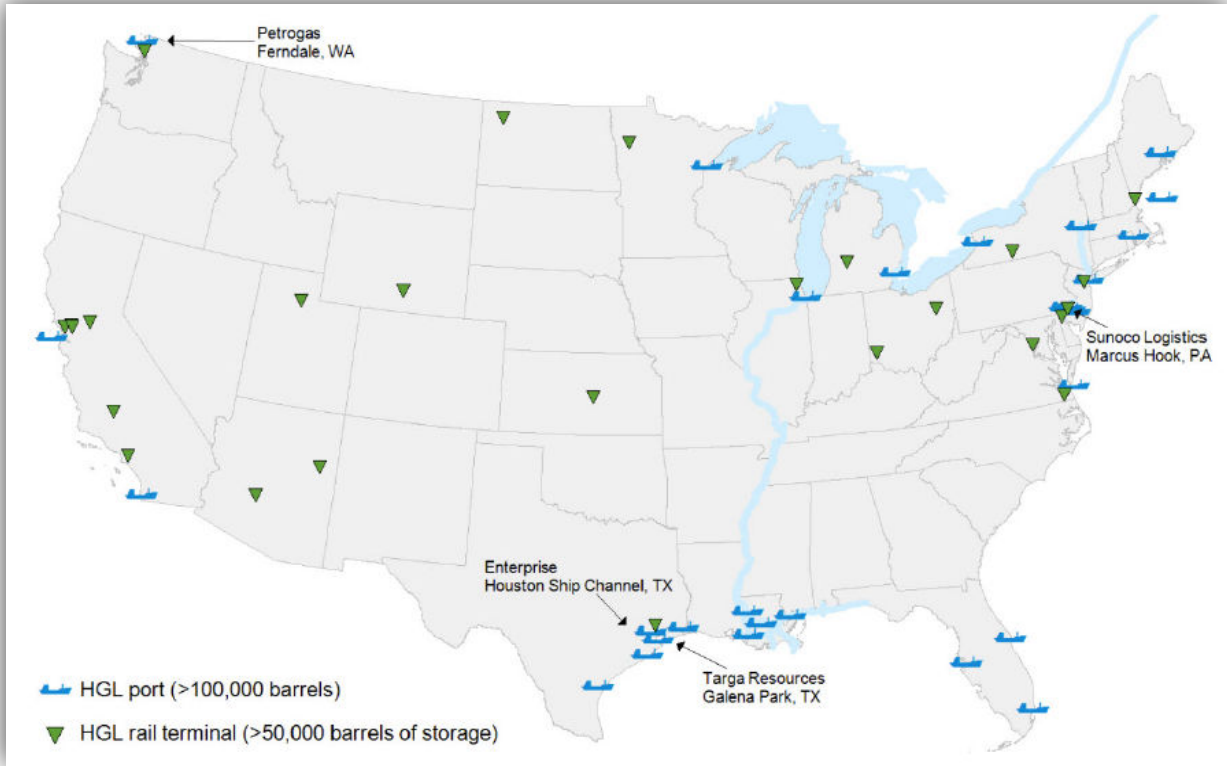 Petrogas
Ferndale, WA
Sunoco Logistics
Marcus Hook, PA
Enterprise
Houston Ship Channel, TX
Targa Resources
Galena Park, TX
HGL port (>100,000 barrels)
HGL rail terminal (>50,000 barrels of storage)